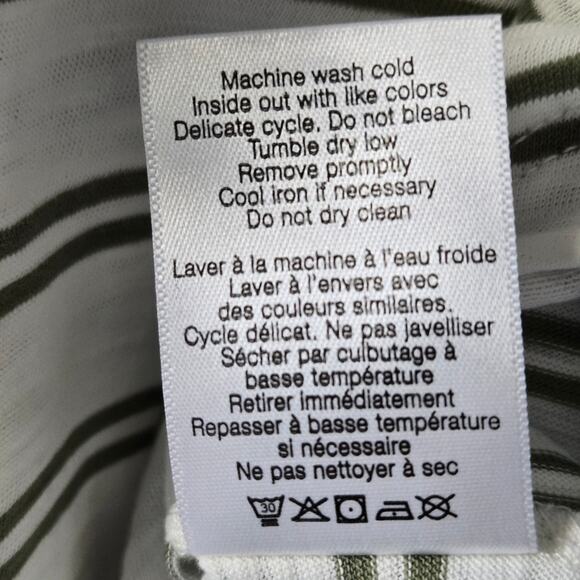 Machine wash cold
Inside out with like colors
Delicate cycle. Do not bleach
Tumble dry low
Remove promptly
Cool iron if necessary
Do not dry clean
Laver à la machine à l'eau froide
Laver à l'envers avec
des couleurs similaires.
Cycle délicat. Ne pas javelliser
Sécher par culbutage à
basse température
Retirer immédiatement
Repasser à basse température
si nécessaire
Ne pas nettoyer à sec
30